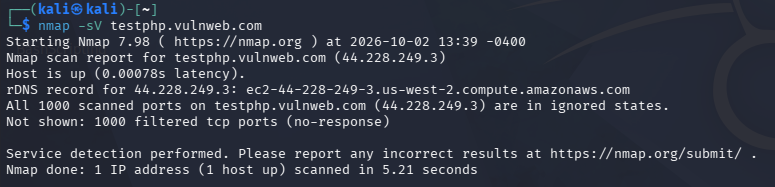 ┌──(kali㉿kali)-[~]
└─$ nmap -sV testphp.vulnweb.com
Starting Nmap 7.98 ( https://nmap.org ) at 2026-10-02 13:39 -0400
Nmap scan report for testphp.vulnweb.com (44.228.249.3)
Host is up (0.00078s latency).
rDNS record for 44.228.249.3: ec2-44-228-249-3.us-west-2.compute.amazonaws.com
All 1000 scanned ports on testphp.vulnweb.com (44.228.249.3) are in ignored states.
Not shown: 1000 filtered tcp ports (no-response)

Service detection performed. Please report any incorrect results at https://nmap.org/submit/ .
Nmap done: 1 IP address (1 host up) scanned in 5.21 seconds